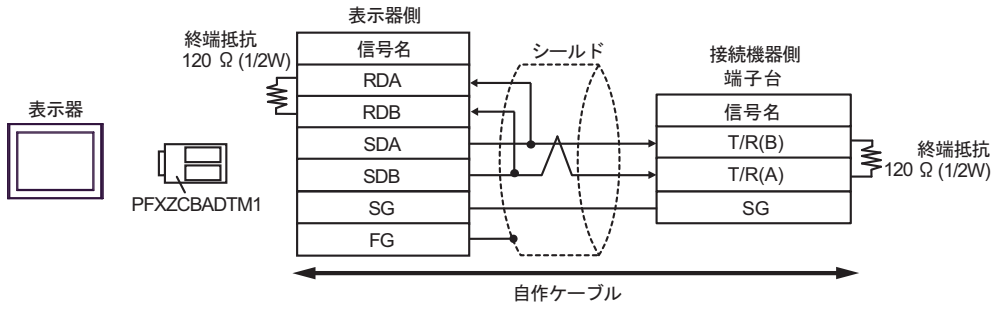 表示器側
終端抵抗
120 Ω (1/2W)
信号名
RDA
RDB
SDA
SDB
SG
FG
シールド
接続機器側
端子台
信号名
T/R(B)
T/R(A)
SG
終端抵抗
120 Ω (1/2W)
表示器
PFXZCBADTM1
自作ケーブル